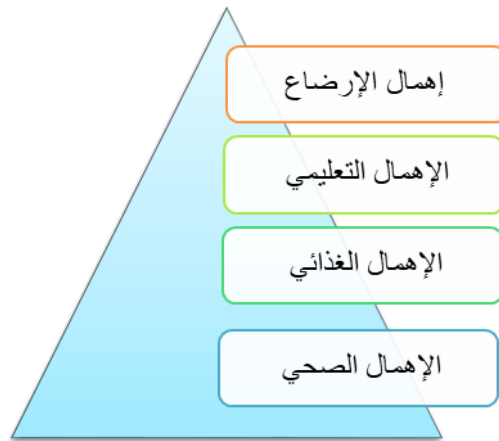 إهمال الإرضاع
الإهمال التعليمي
الإهمال الغذائي
الإهمال الصحي